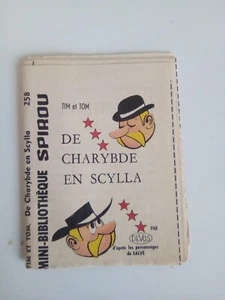 TIM ET TOM. De Charybde en Scylla 258
MINI-BIBLIOTHÈQUE SPIROU
TIM ET TOM
DE
CHARYBDE
EN SCYLLA
PAR
DEVOS
d'après les personnages
de SALVÉ